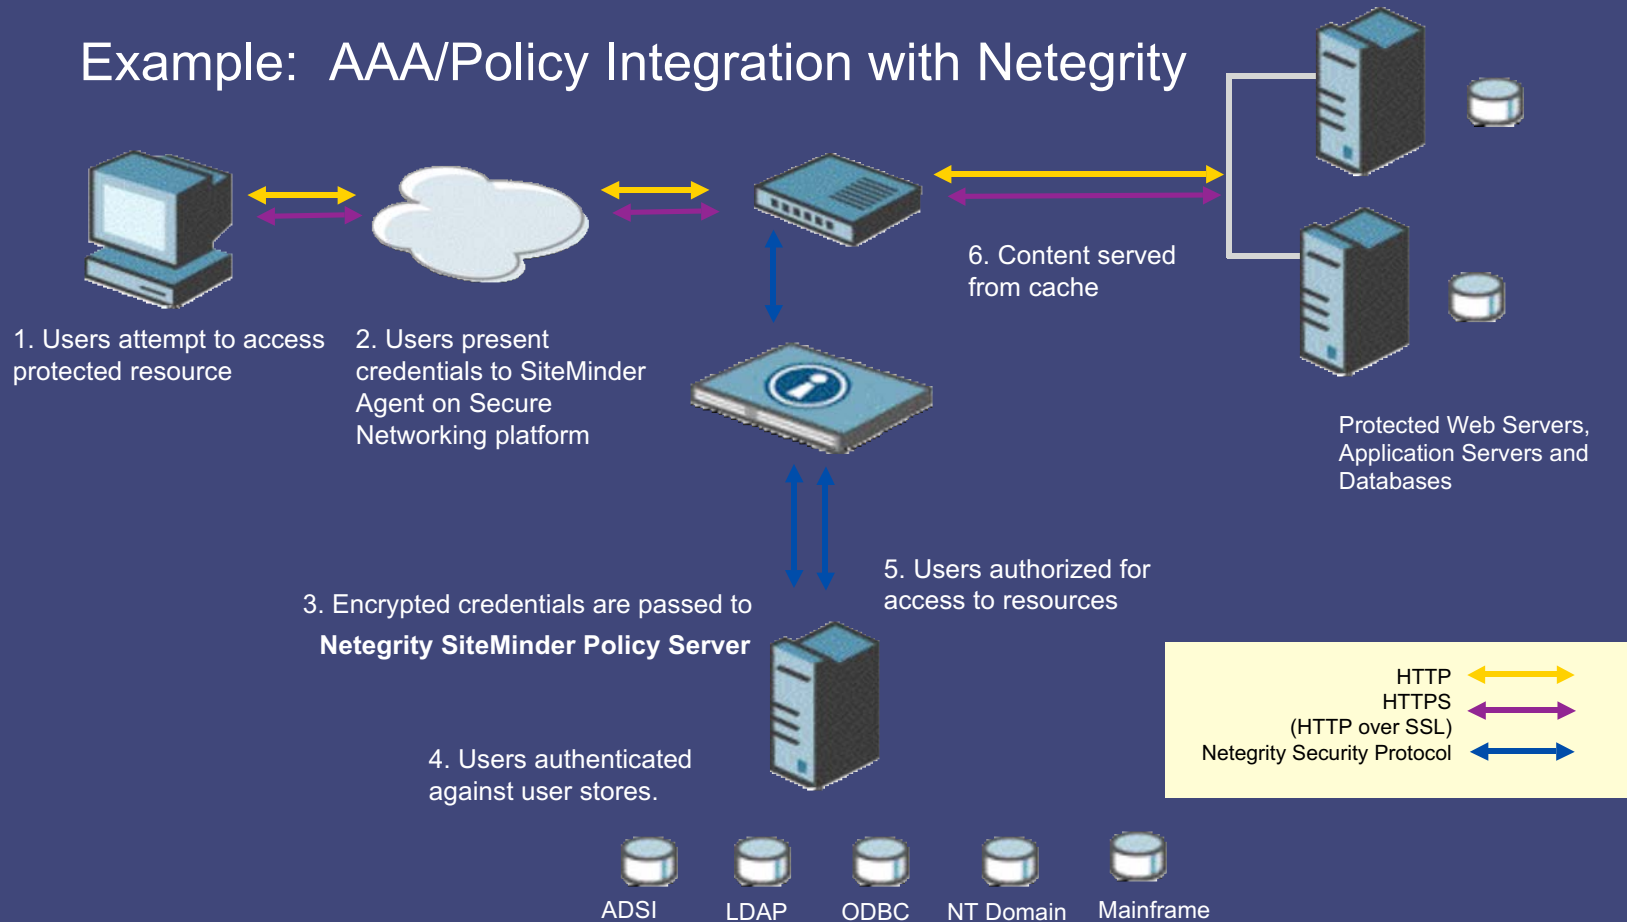 Example: AAA/Policy Integration with Netegrity
1. Users attempt to access
protected resource
2. Users present
credentials to SiteMinder
Agent on Secure
Networking platform
6. Content served
from cache
Protected Web Servers,
Application Servers and
Databases
3. Encrypted credentials are passed to
Netegrity SiteMinder Policy Server
5. Users authorized for
access to resources
4. Users authenticated
against user stores.
HTTP
HTTPS
(HTTP over SSL)
Netegrity Security Protocol
ADSI
LDAP
ODBC
NT Domain
Mainframe